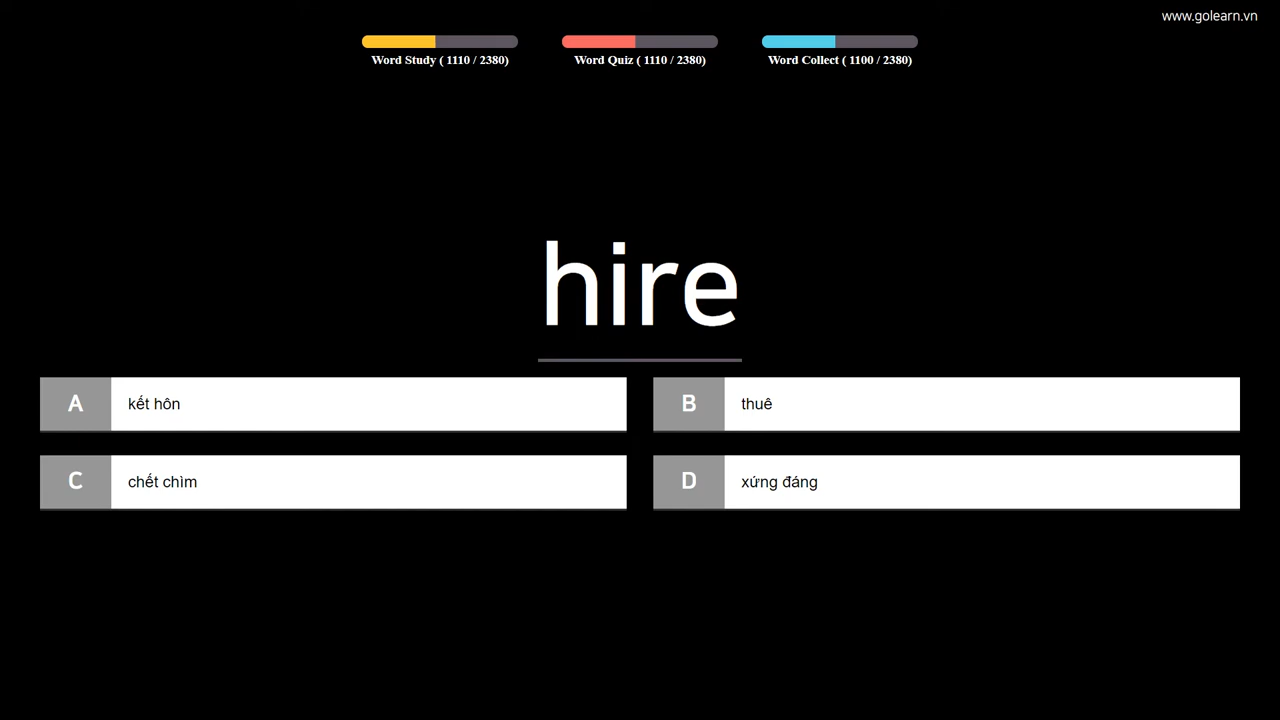 www.golearn.vn
Word Study ( 1110 / 2380)
Word Quiz ( 1110 / 2380)
Word Collect ( 1100 / 2380)
hire
A kết hôn
B thuê
C chết chìm
D xứng đáng